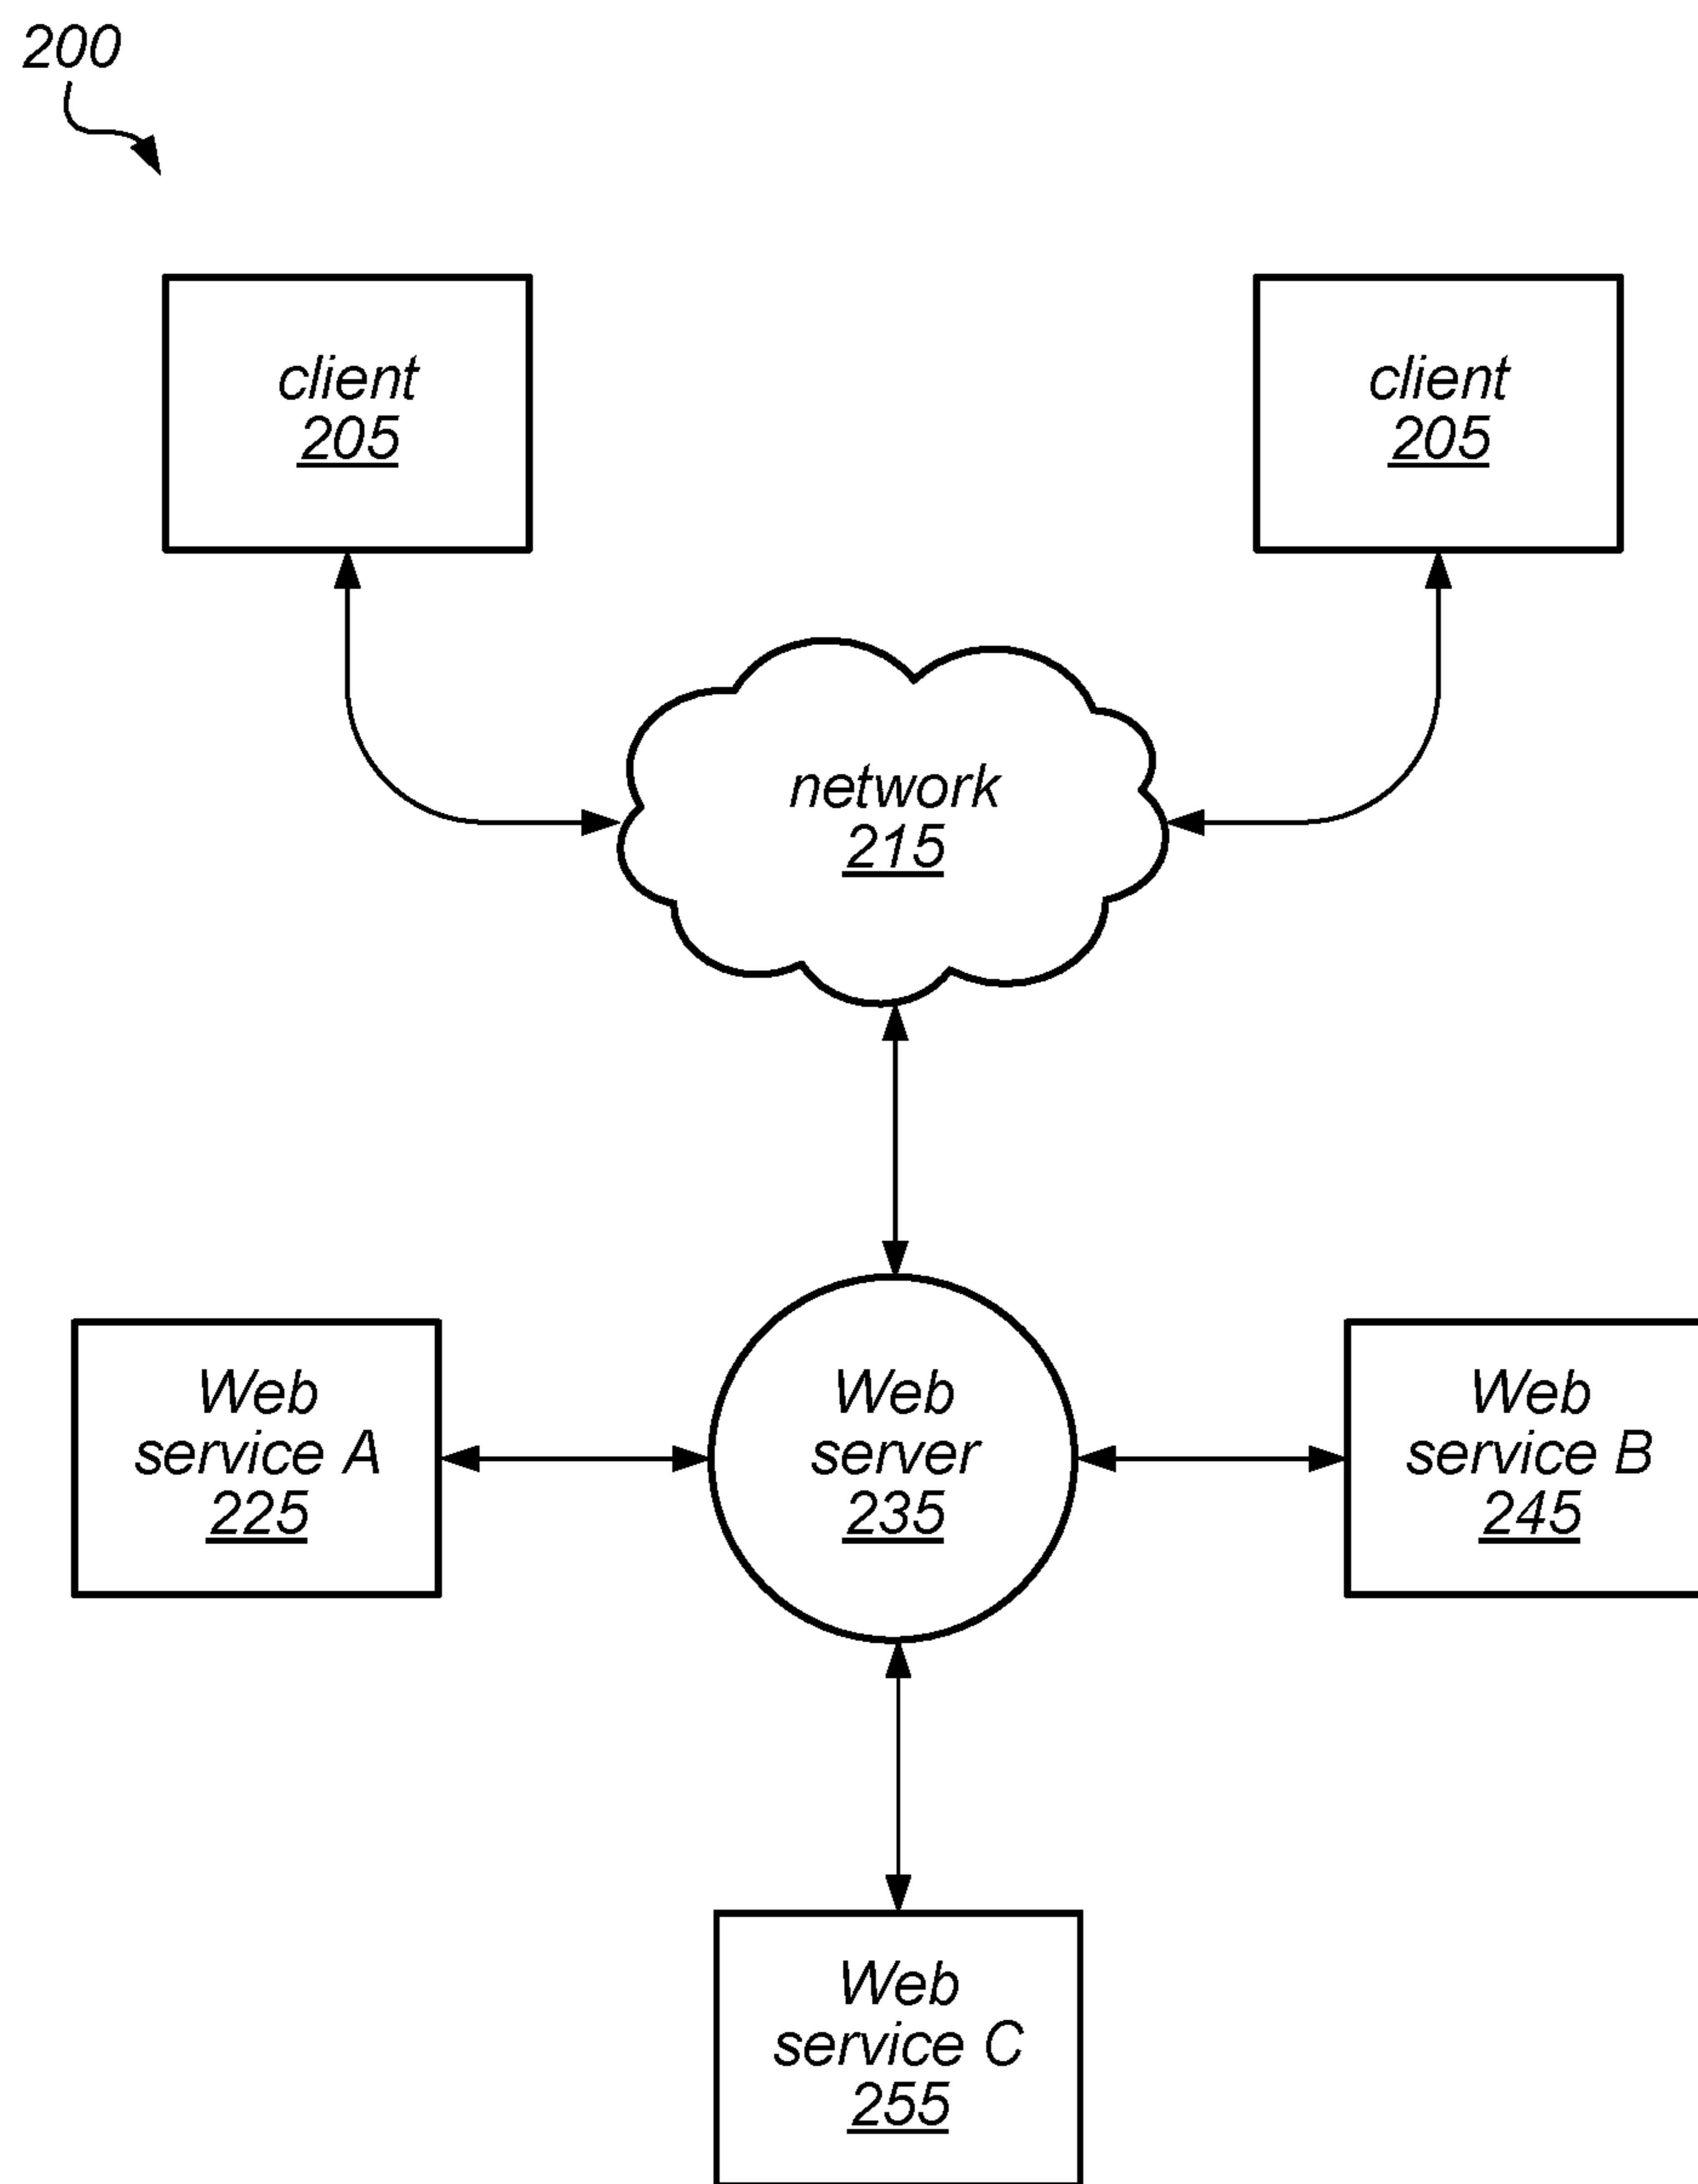 200
client
205
client
205
network
215
Web
service A
225
Web
server
235
Web
service B
245
Web
service C
255